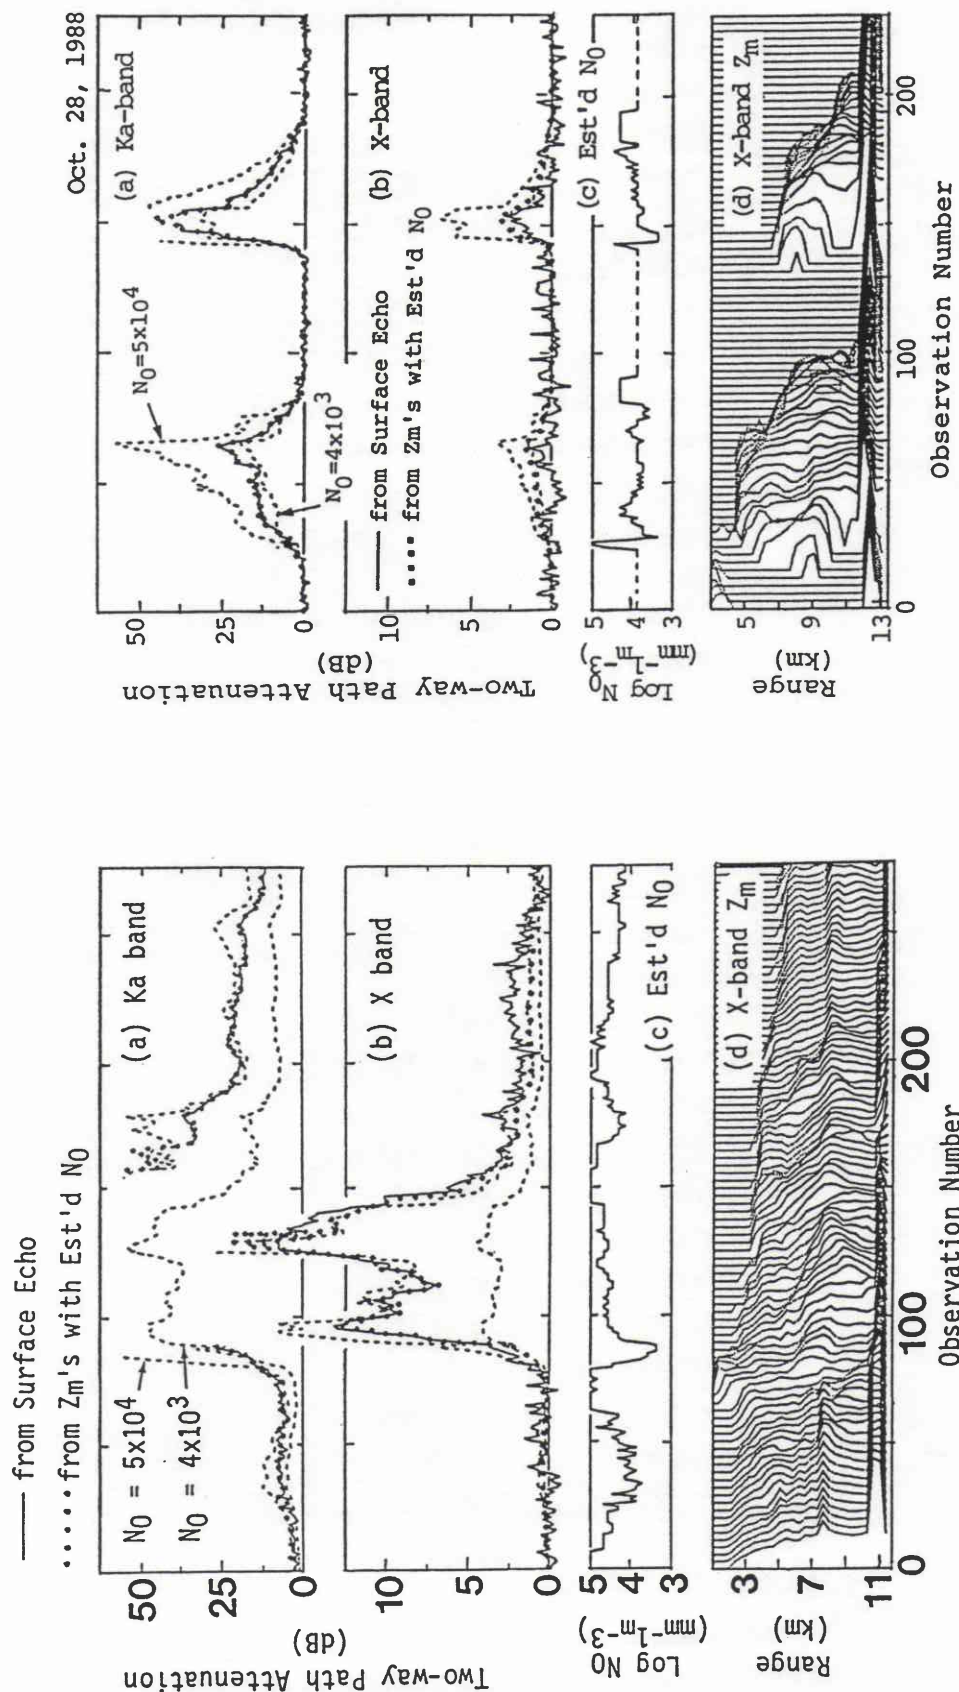 —— from Surface Echo
..... from Zm's with Est'd N0
50
25
0
(a) Ka band
N0 = 5x10^4
N0 = 4x10^3
10
5
0
(b) X band
Two-way Path Attenuation
(dB)
5
4
3
Log N0
(mm-1m-3)
(c) Est'd N0
3
7
11
Range
(km)
(d) X-band Zm
0
100
200
Observation Number
Oct. 28, 1988
50
25
0
(a) Ka-band
N0=5x10^4
N0=4x10^3
10
5
0
(b) X-band
—— from Surface Echo
.... from Zm's with Est'd N0
Two-way Path Attenuation
(dB)
5
4
3
Log N0
(mm-1m-3)
(c) Est'd N0
5
9
13
Range
(km)
(d) X-band Zm
0
100
200
Observation Number